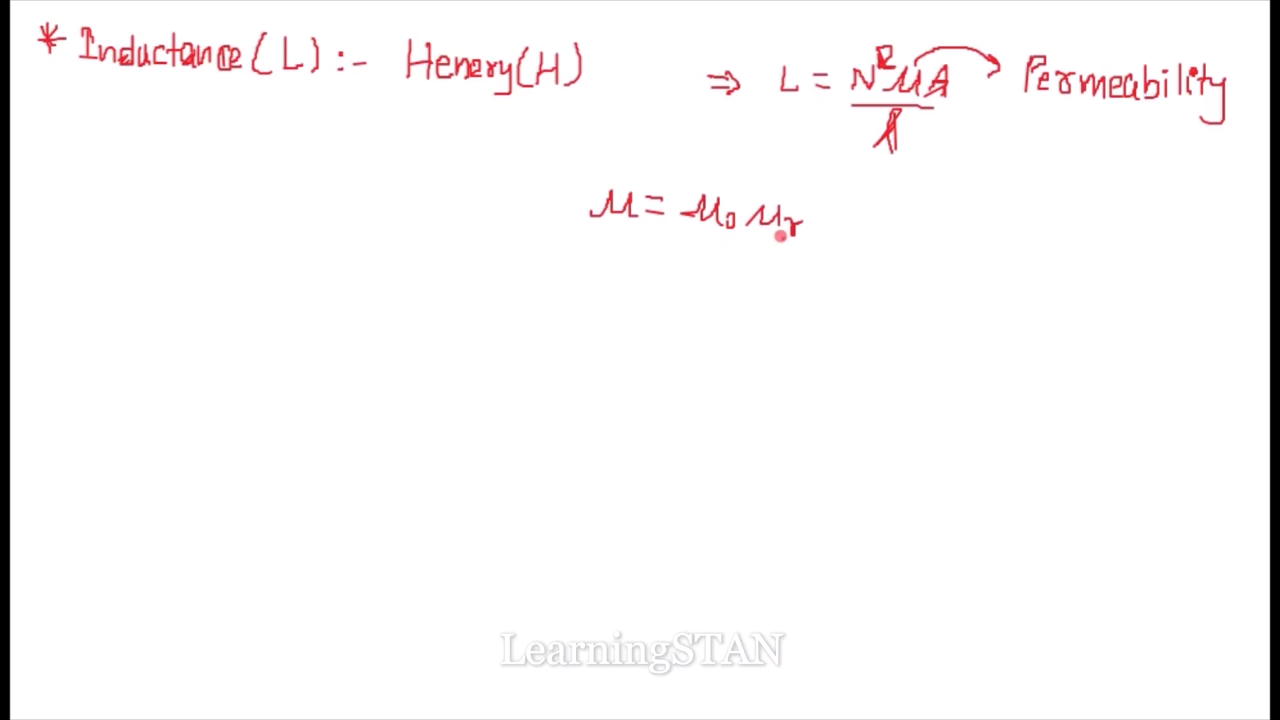 * Inductance(L) :- Henery(H) ⇒ L = N²μA/l → Permeability
μ = μ₀ μr
LearningSTAN